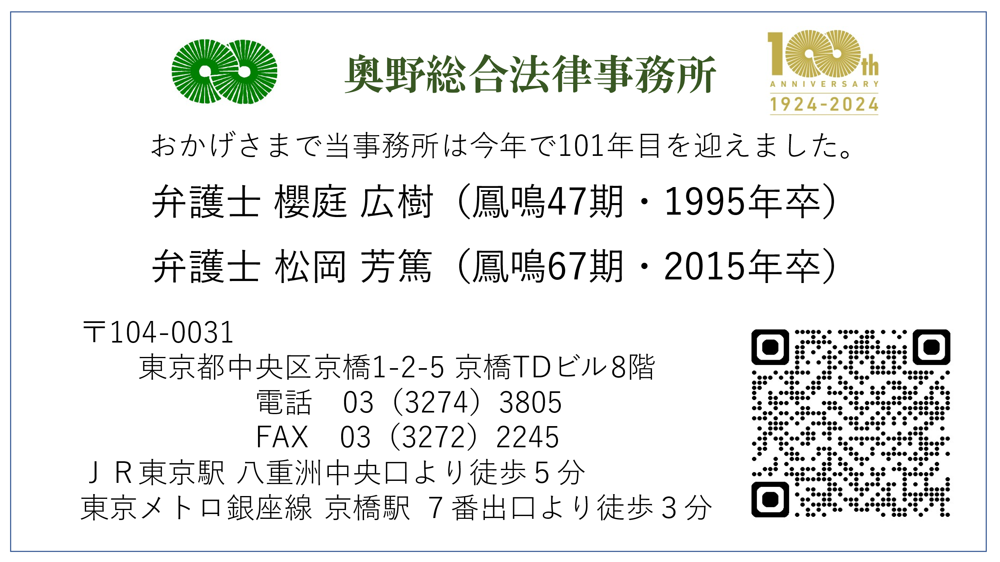 奥野総合法律事務所
100th
ANNIVERSARY
1924-2024
おかげさまで当事務所は今年で101年目を迎えました。
弁護士 櫻庭 広樹（鳳鳴47期・1995年卒）
弁護士 松岡 芳篤（鳳鳴67期・2015年卒）
〒104-0031
東京都中央区京橋1-2-5 京橋TDビル8階
電話　03（3274）3805
FAX　03（3272）2245
ＪＲ東京駅 八重洲中央口より徒歩５分
東京メトロ銀座線 京橋駅 ７番出口より徒歩３分